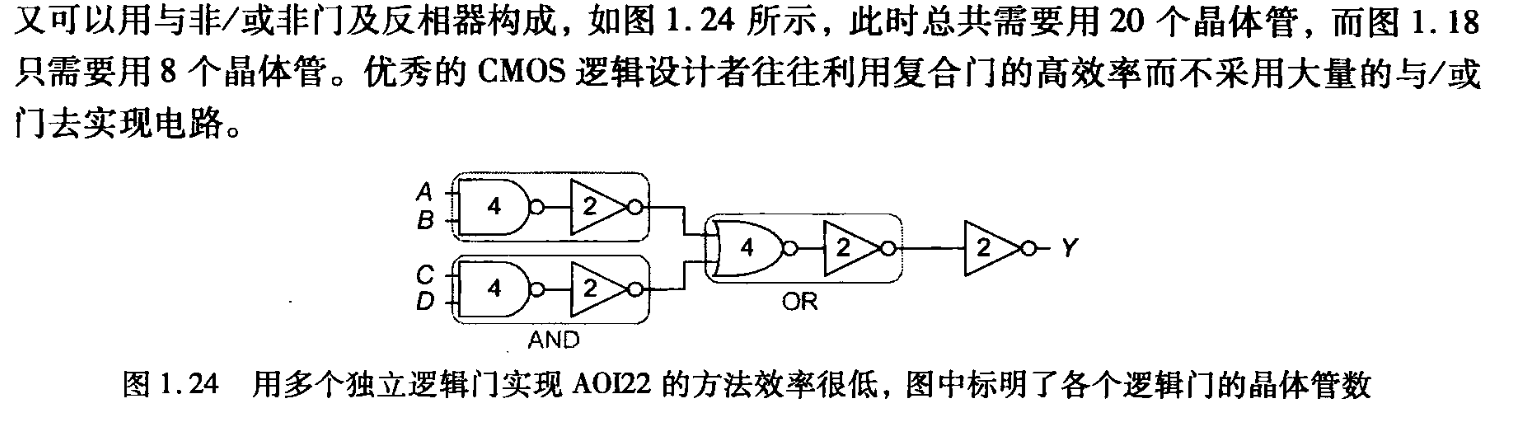 又可以用与非/或非门及反相器构成，如图 1.24 所示，此时总共需要用 20 个晶体管，而图 1.18
只需要用 8 个晶体管。优秀的 CMOS 逻辑设计者往往利用复合门的高效率而不采用大量的与/或
门去实现电路。
A
B
4
2
C
D
4
2
AND
4
2
OR
2
Y
图 1.24 用多个独立逻辑门实现 AOI22 的方法效率很低，图中标明了各个逻辑门的晶体管数